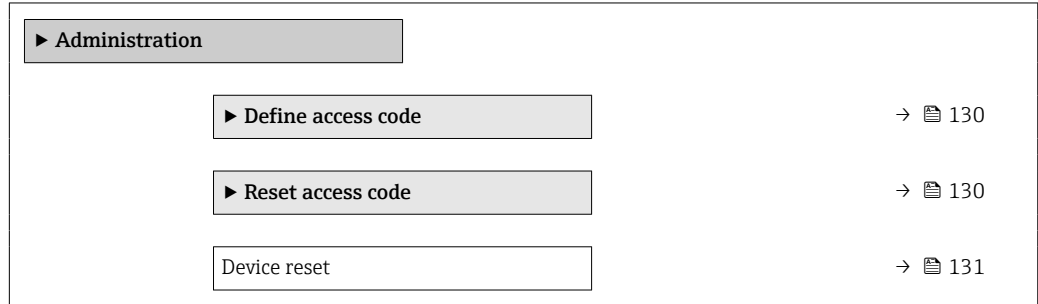 ▶ Administration
▶ Define access code → 🖹 130
▶ Reset access code → 🖹 130
Device reset → 🖹 131